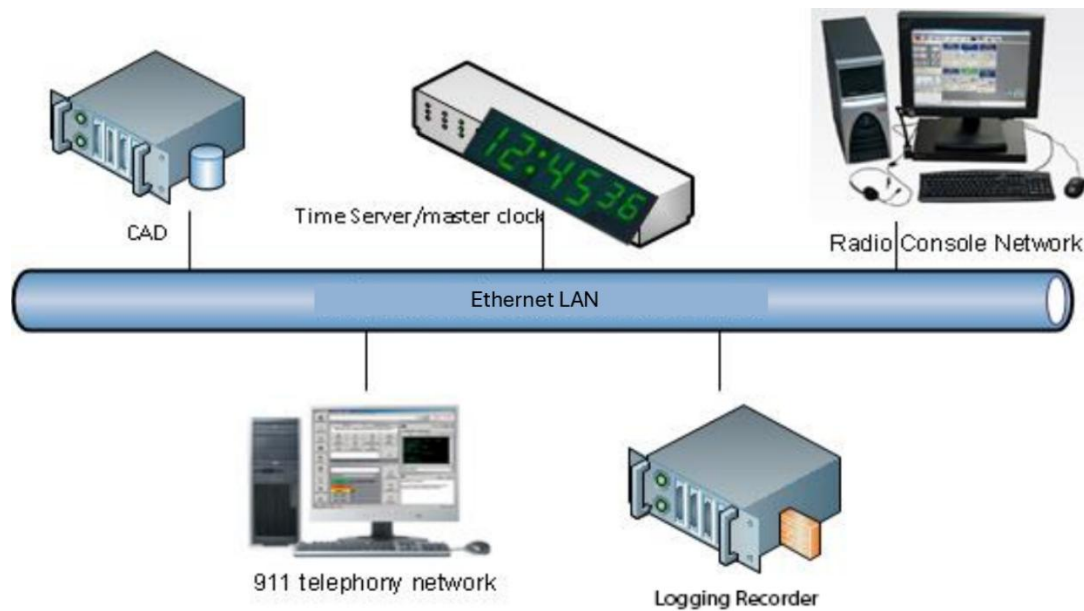 12:45 36
Time Server/master clock
CAD
Radio Console Network
Ethernet LAN
911 telephony network
Logging Recorder